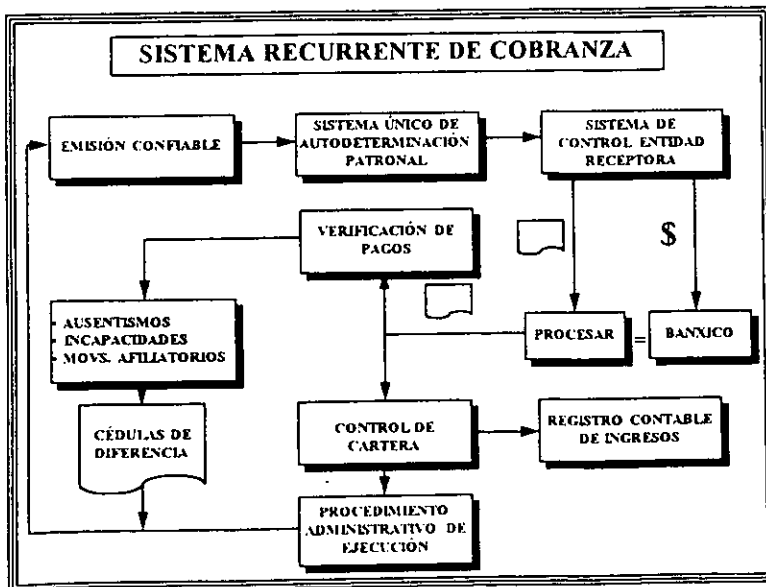 SISTEMA RECURRENTE DE COBRANZA
EMISIÓN CONFIABLE
SISTEMA ÚNICO DE
AUTODETERMINACIÓN
PATRONAL
SISTEMA DE
CONTROL ENTIDAD
RECEPTORA
VERIFICACIÓN DE
PAGOS
$
AUSENTISMOS
INCAPACIDADES
MOVS. AFILIATORIOS
PROCESAR
=
BANXICO
CÉDULAS DE
DIFERENCIA
CONTROL DE
CARTERA
REGISTRO CONTABLE
DE INGRESOS
PROCEDIMIENTO
ADMINISTRATIVO DE
EJECUCIÓN